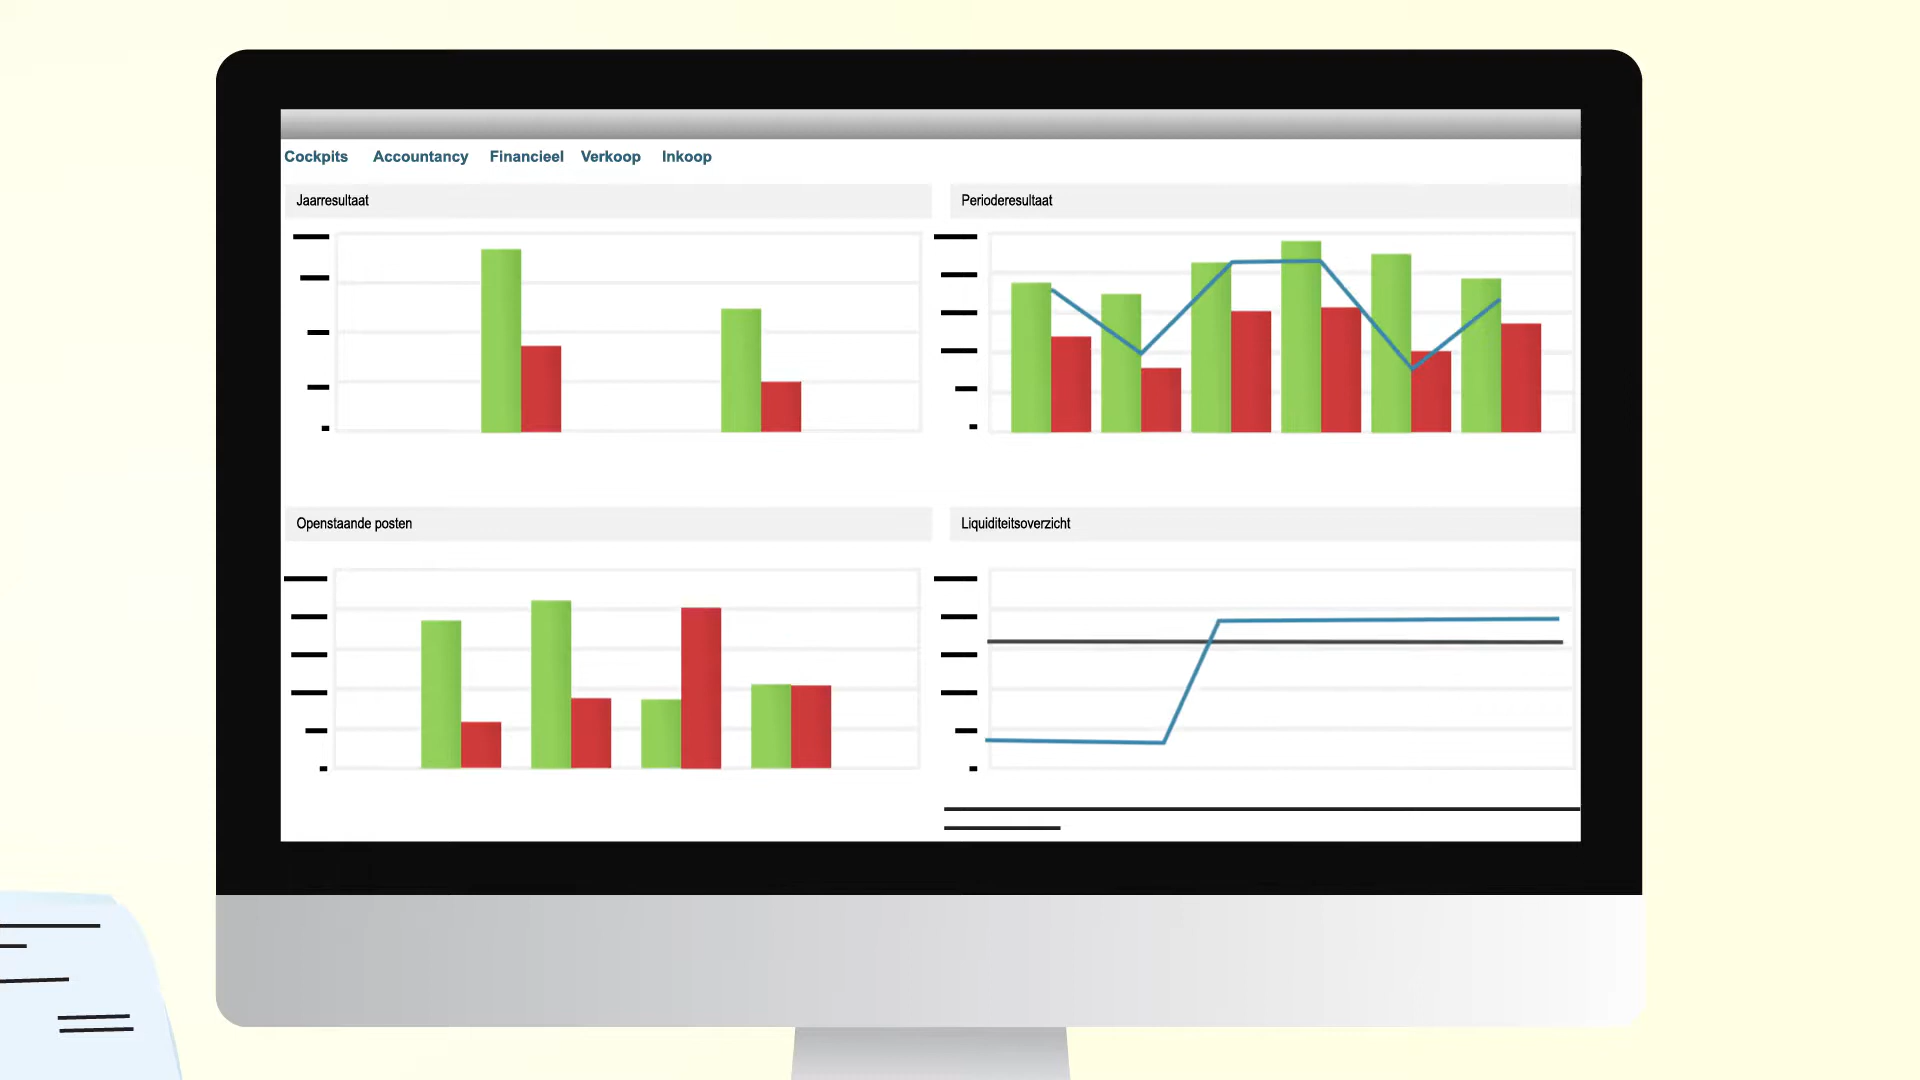 Cockpits Accountancy Financieel Verkoop Inkoop
Jaarresultaat
Perioderesultaat
Openstaande posten
Liquiditeitsoverzicht